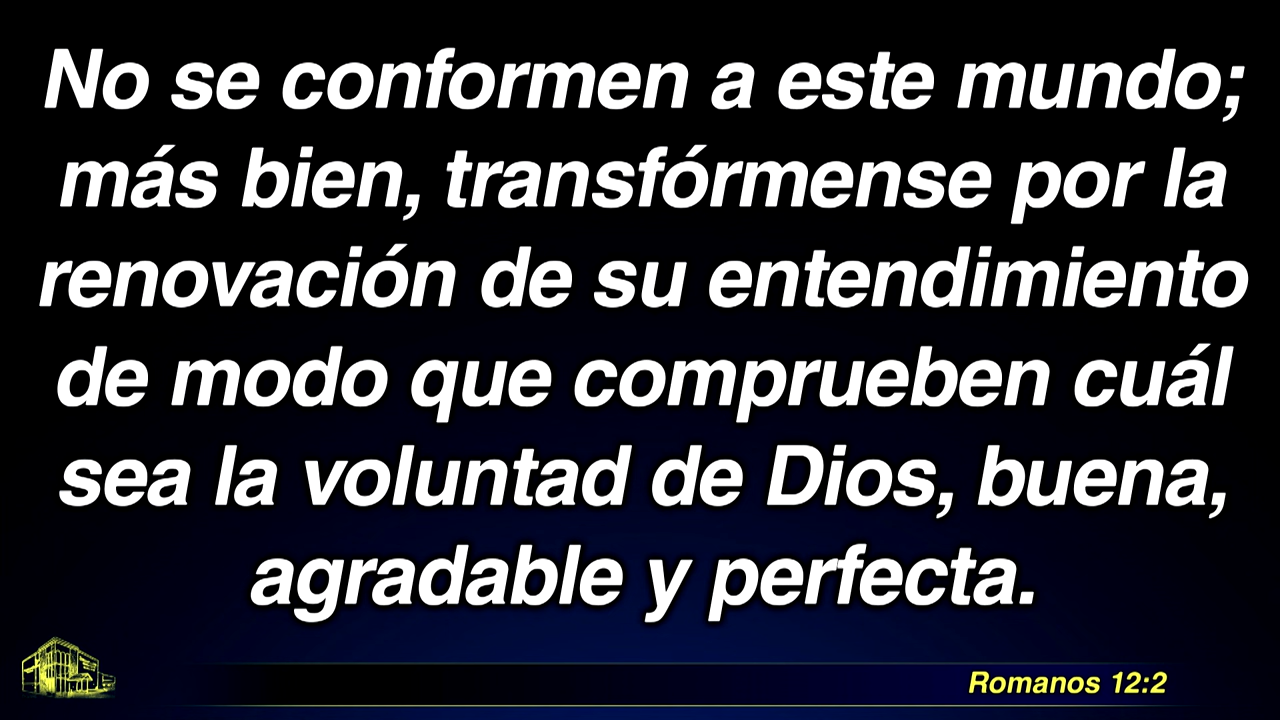 No se conformen a este mundo;
más bien, transfórmense por la
renovación de su entendimiento
de modo que comprueben cuál
sea la voluntad de Dios, buena,
agradable y perfecta.
Romanos 12:2